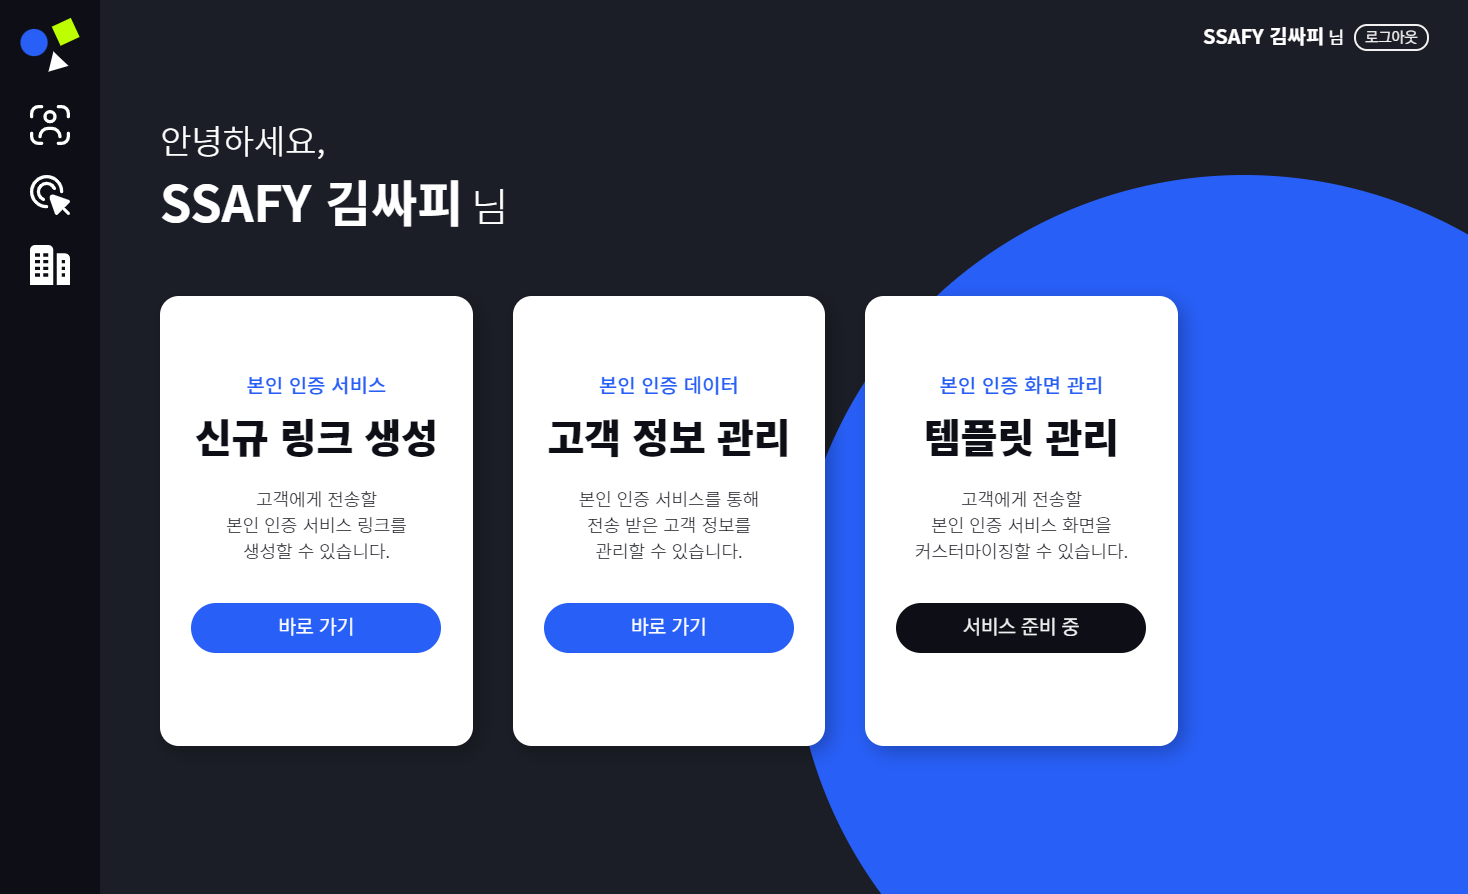 SSAFY 김싸피 님
로그아웃
안녕하세요,
SSAFY 김싸피 님
본인 인증 서비스
신규 링크 생성
고객에게 전송할
본인 인증 서비스 링크를
생성할 수 있습니다.
바로 가기
본인 인증 데이터
고객 정보 관리
본인 인증 서비스를 통해
전송 받은 고객 정보를
관리할 수 있습니다.
바로 가기
본인 인증 화면 관리
템플릿 관리
고객에게 전송할
본인 인증 서비스 화면을
커스터마이징할 수 있습니다.
서비스 준비 중